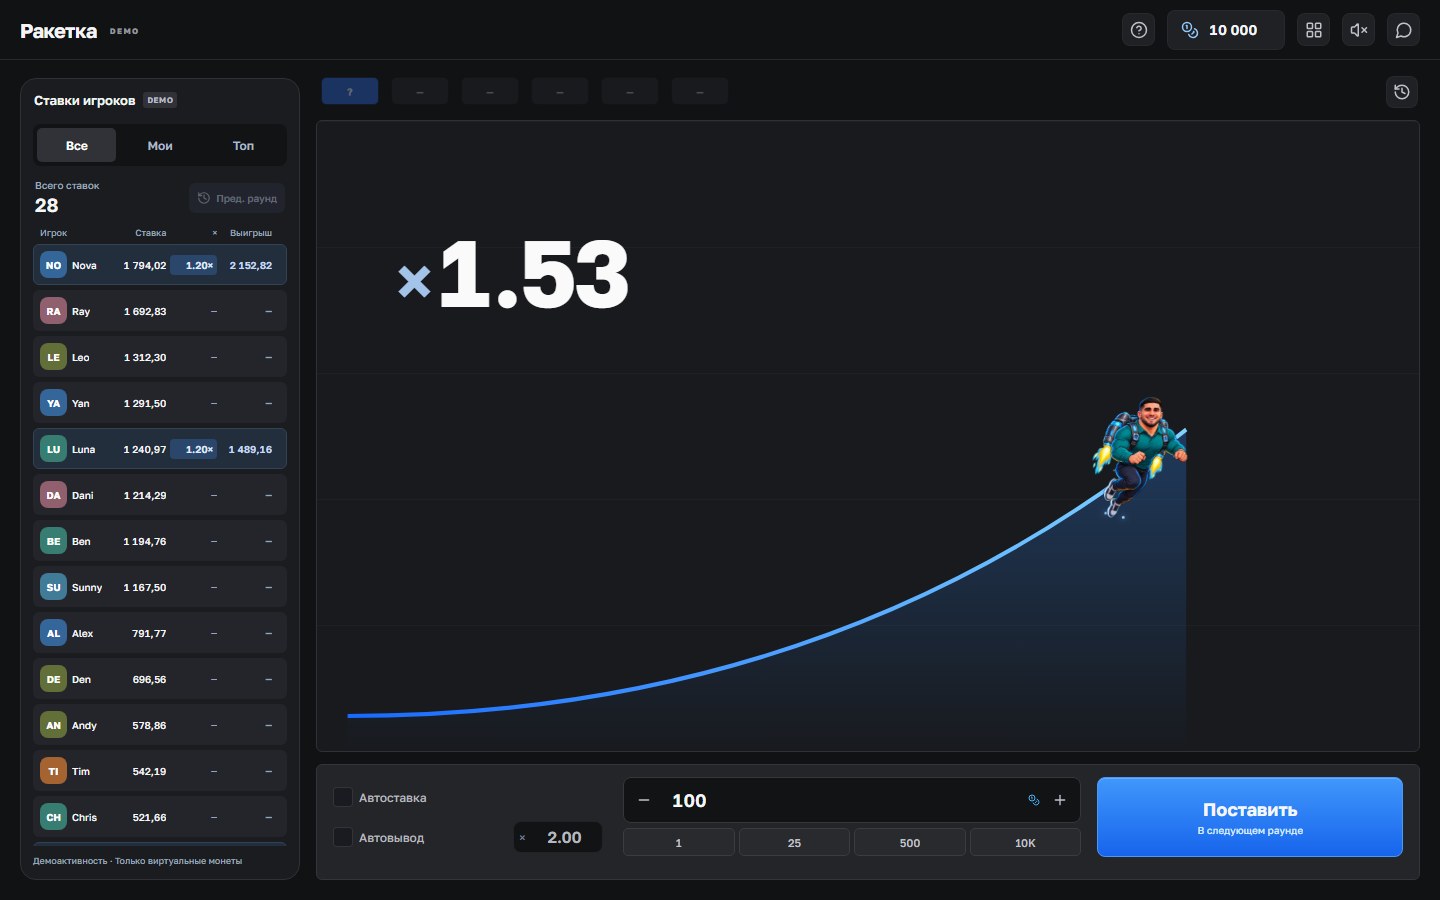 Ракетка DEMO
10 000
Ставки игроков DEMO
Все Мои Топ
Всего ставок
28
Пред. раунд
Игрок Ставка × Выигрыш
NO Nova 1 794,02 1.20× 2 152,82
RA Ray 1 692,83 – –
LE Leo 1 312,30 – –
YA Yan 1 291,50 – –
LU Luna 1 240,97 1.20× 1 489,16
DA Dani 1 214,29 – –
BE Ben 1 194,76 – –
SU Sunny 1 167,50 – –
AL Alex 791,77 – –
DE Den 696,56 – –
AN Andy 578,86 – –
TI Tim 542,19 – –
CH Chris 521,66 – –
Демоактивность · Только виртуальные монеты
? – – – – –
×1.53
Автоставка
Автовывод × 2.00
− 100 +
1 25 500 10K
Поставить
В следующем раунде